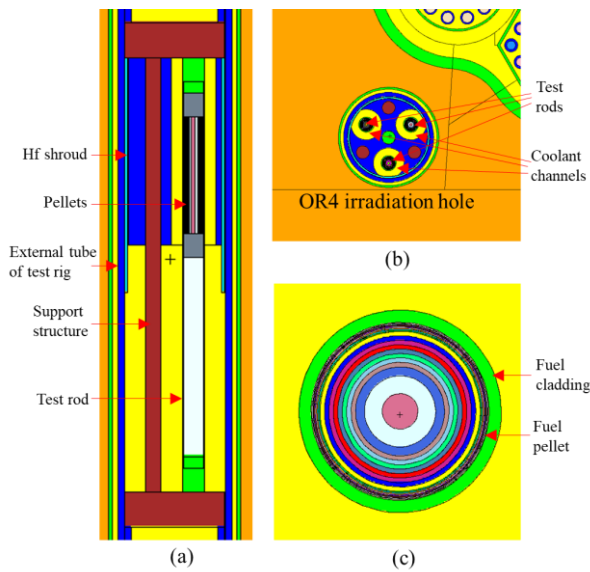 Hf shroud
Pellets
External tube
of test rig
Support
structure
Test rod
(a)
Test
rods
Coolant
channels
OR4 irradiation hole
(b)
Fuel
cladding
Fuel
pellet
(c)